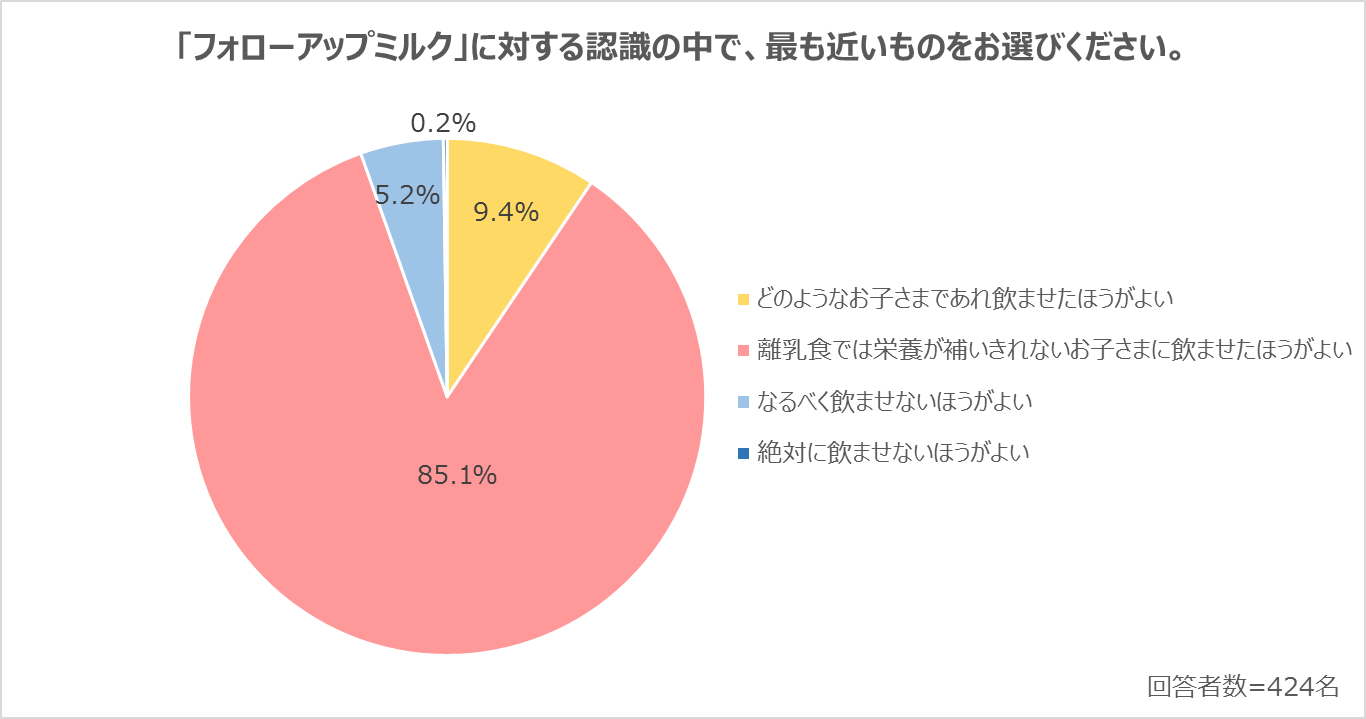 「フォローアップミルク」に対する認識の中で、最も近いものをお選びください。
0.2%
5.2%
9.4%
85.1%
どのようなお子さまであれ飲ませたほうがよい
離乳食では栄養が補いきれないお子さまに飲ませたほうがよい
なるべく飲ませないほうがよい
絶対に飲ませないほうがよい
回答者数=424名